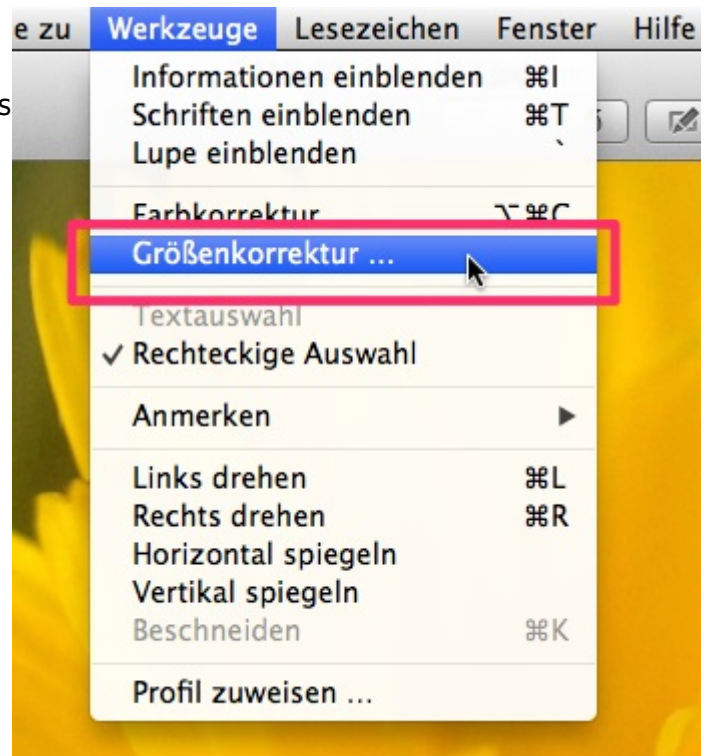 e zu Werkzeuge Lesezeichen Fenster Hilfe
Informationen einblenden ⌘I
s
Schriften einblenden ⌘T
Lupe einblenden `
Farbkorrektur ⌥⌘C
Größenkorrektur ...
Textauswahl
✓ Rechteckige Auswahl
Anmerken ▶
Links drehen ⌘L
Rechts drehen ⌘R
Horizontal spiegeln
Vertikal spiegeln
Beschneiden ⌘K
Profil zuweisen ...